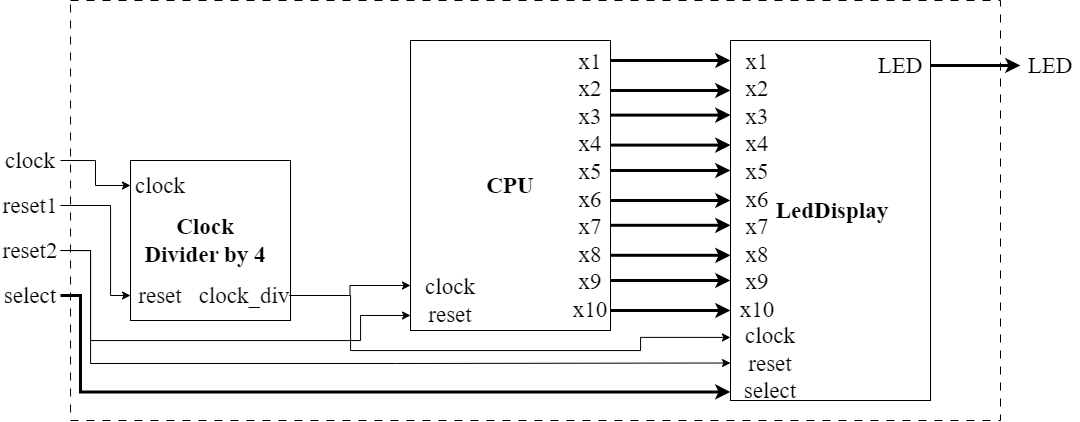 clock
reset1
reset2
select
clock
Clock
Divider by 4
reset clock_div
CPU
x1
x2
x3
x4
x5
x6
x7
x8
x9
x10
clock
reset
x1
x2
x3
x4
x5
x6
x7
x8
x9
x10
clock
reset
select
LedDisplay
LED
LED